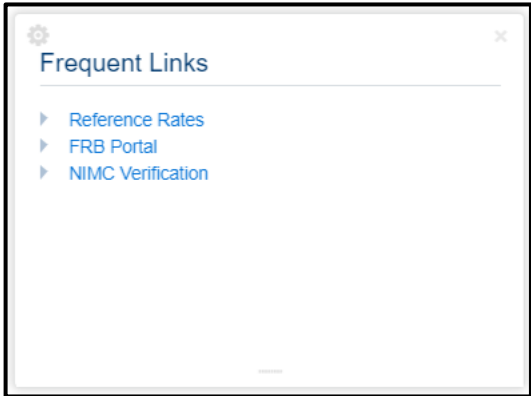 Frequent Links
Reference Rates
FRB Portal
NIMC Verification